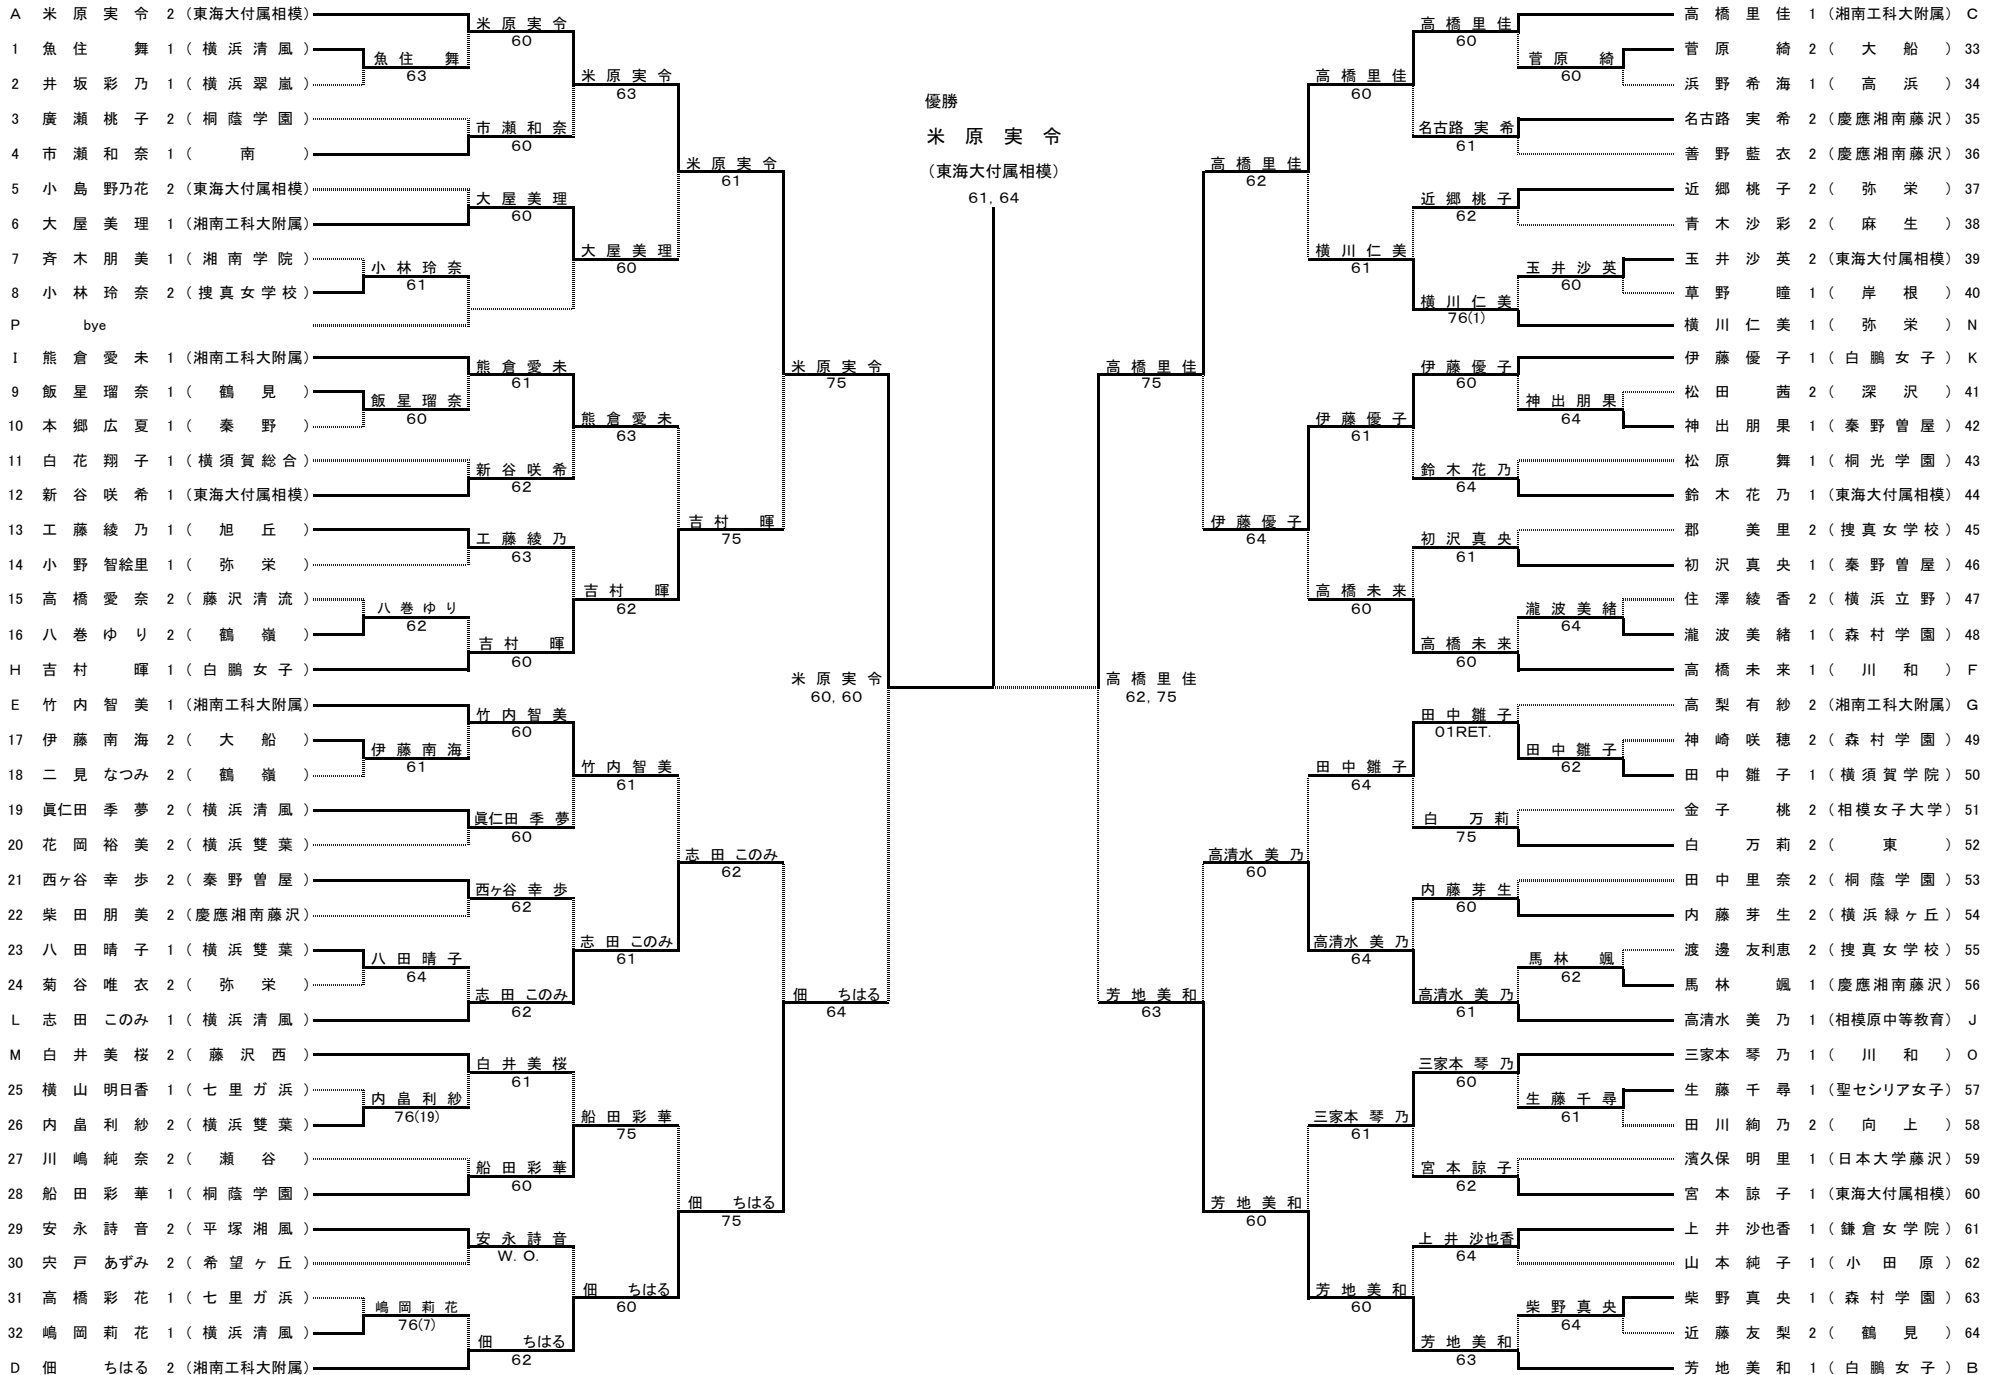 A 米原実令 2 (東海大付属相模)
1 魚住 舞 1 (横浜清風)
2 井坂彩乃 1 (横浜翠嵐)
3 廣瀬桃子 2 (桐蔭学園)
4 市瀬和奈 1 (南)
5 小島野乃花 2 (東海大付属相模)
6 大屋美理 1 (湘南工科大附属)
7 斉木朋美 1 (湘南学院)
8 小林玲奈 2 (捜真女学校)
P bye
I 熊倉愛未 1 (湘南工科大附属)
9 飯星瑠奈 1 (鶴見)
10 本郷広夏 1 (秦野)
11 白花翔子 1 (横須賀総合)
12 新谷咲希 1 (東海大付属相模)
13 工藤綾乃 1 (旭丘)
14 小野智絵里 1 (弥栄)
15 高橋愛奈 2 (藤沢清流)
16 八巻ゆり 2 (鶴嶺)
H 吉村 暉 1 (白鵬女子)
E 竹内智美 1 (湘南工科大附属)
17 伊藤南海 2 (大船)
18 二見なつみ 2 (鶴嶺)
19 眞仁田季夢 2 (横浜清風)
20 花岡裕美 2 (横浜雙葉)
21 西ヶ谷幸歩 2 (秦野曽屋)
22 柴田朋美 2 (慶應湘南藤沢)
23 八田晴子 1 (横浜雙葉)
24 菊谷唯衣 2 (弥栄)
L 志田このみ 1 (横浜清風)
M 白井美桜 2 (藤沢西)
25 横山明日香 1 (七里ガ浜)
26 内畠利紗 2 (横浜雙葉)
27 川嶋純奈 2 (瀬谷)
28 船田彩華 1 (桐蔭学園)
29 安永詩音 2 (平塚湘風)
30 宍戸あずみ 2 (希望ヶ丘)
31 高橋彩花 1 (七里ガ浜)
32 嶋岡莉花 1 (横浜清風)
D 佃 ちはる 2 (湘南工科大附属)
魚住 舞
63
小林玲奈
61
飯星瑠奈
60
八巻ゆり
62
伊藤南海
61
八田晴子
64
内畠利紗
76(19)
嶋岡莉花
76(7)
米原実令
60
市瀬和奈
60
大屋美理
60
熊倉愛未
61
新谷咲希
62
工藤綾乃
63
吉村 暉
60
竹内智美
60
眞仁田季夢
60
西ヶ谷幸歩
62
志田このみ
62
白井美桜
61
船田彩華
60
安永詩音
W.O.
佃 ちはる
62
米原実令
63
大屋美理
60
熊倉愛未
63
吉村 暉
62
竹内智美
61
志田このみ
61
船田彩華
75
佃 ちはる
60
米原実令
61
吉村 暉
75
志田このみ
62
佃 ちはる
75
米原実令
75
佃 ちはる
64
米原実令
60, 60
優勝
米原実令
(東海大付属相模)
61, 64
高橋里佳
62, 75
高橋里佳
75
芳地美和
63
高橋里佳
62
伊藤優子
64
高清水美乃
60
芳地美和
60
高橋里佳
60
横川仁美
61
伊藤優子
61
高橋未来
60
田中雛子
64
高清水美乃
64
三家本琴乃
61
芳地美和
60
高橋里佳
60
名古路実希
61
近郷桃子
62
横川仁美
76(1)
伊藤優子
60
鈴木花乃
64
初沢真央
61
高橋未来
60
田中雛子
01RET.
白 万莉
75
内藤芽生
60
高清水美乃
61
三家本琴乃
60
宮本諒子
62
上井沙也香
64
芳地美和
63
菅原 綺
60
玉井沙英
60
神出朋果
64
瀧波美緒
64
田中雛子
62
馬林 颯
62
生藤千尋
61
柴野真央
64
高橋里佳 1 (湘南工科大附属) C
菅原 綺 2 (大船) 33
浜野希海 1 (高浜) 34
名古路実希 2 (慶應湘南藤沢) 35
善野藍衣 2 (慶應湘南藤沢) 36
近郷桃子 2 (弥栄) 37
青木沙彩 2 (麻生) 38
玉井沙英 2 (東海大付属相模) 39
草野 瞳 1 (岸根) 40
横川仁美 1 (弥栄) N
伊藤優子 1 (白鵬女子) K
松田 茜 2 (深沢) 41
神出朋果 1 (秦野曽屋) 42
松原 舞 1 (桐光学園) 43
鈴木花乃 1 (東海大付属相模) 44
郡 美里 2 (捜真女学校) 45
初沢真央 1 (秦野曽屋) 46
住澤綾香 2 (横浜立野) 47
瀧波美緒 1 (森村学園) 48
高橋未来 1 (川和) F
高梨有紗 2 (湘南工科大附属) G
神崎咲穂 2 (森村学園) 49
田中雛子 1 (横須賀学院) 50
金子 桃 2 (相模女子大学) 51
白 万莉 2 (東) 52
田中里奈 2 (桐蔭学園) 53
内藤芽生 2 (横浜緑ヶ丘) 54
渡邊友利恵 2 (捜真女学校) 55
馬林 颯 1 (慶應湘南藤沢) 56
高清水美乃 1 (相模原中等教育) J
三家本琴乃 1 (川和) O
生藤千尋 1 (聖セシリア女子) 57
田川絢乃 2 (向上) 58
濱久保明里 1 (日本大学藤沢) 59
宮本諒子 1 (東海大付属相模) 60
上井沙也香 1 (鎌倉女学院) 61
山本純子 1 (小田原) 62
柴野真央 1 (森村学園) 63
近藤友梨 2 (鶴見) 64
芳地美和 1 (白鵬女子) B